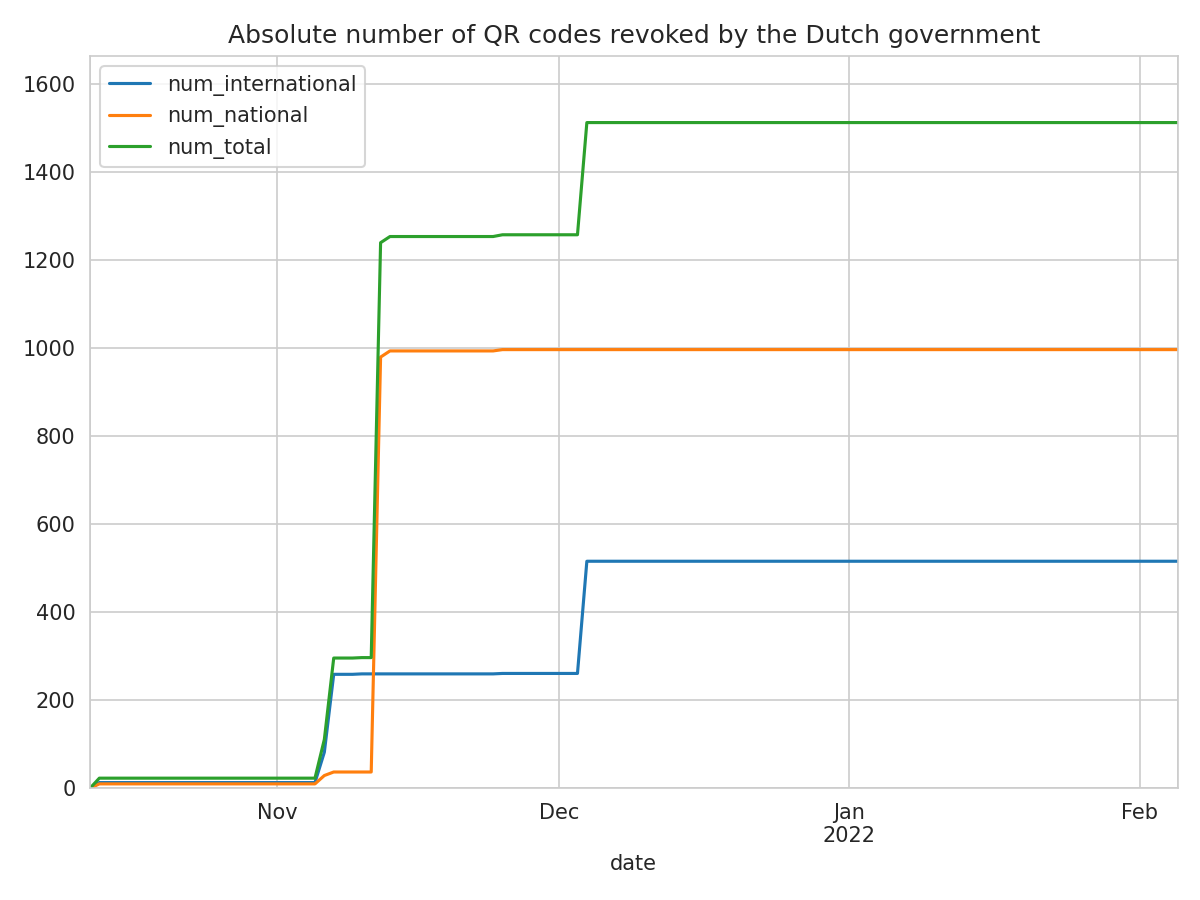 Absolute number of QR codes revoked by the Dutch government
num_international
num_national
num_total
1600
1400
1200
1000
800
600
400
200
0
Nov
Dec
Jan
2022
Feb
date